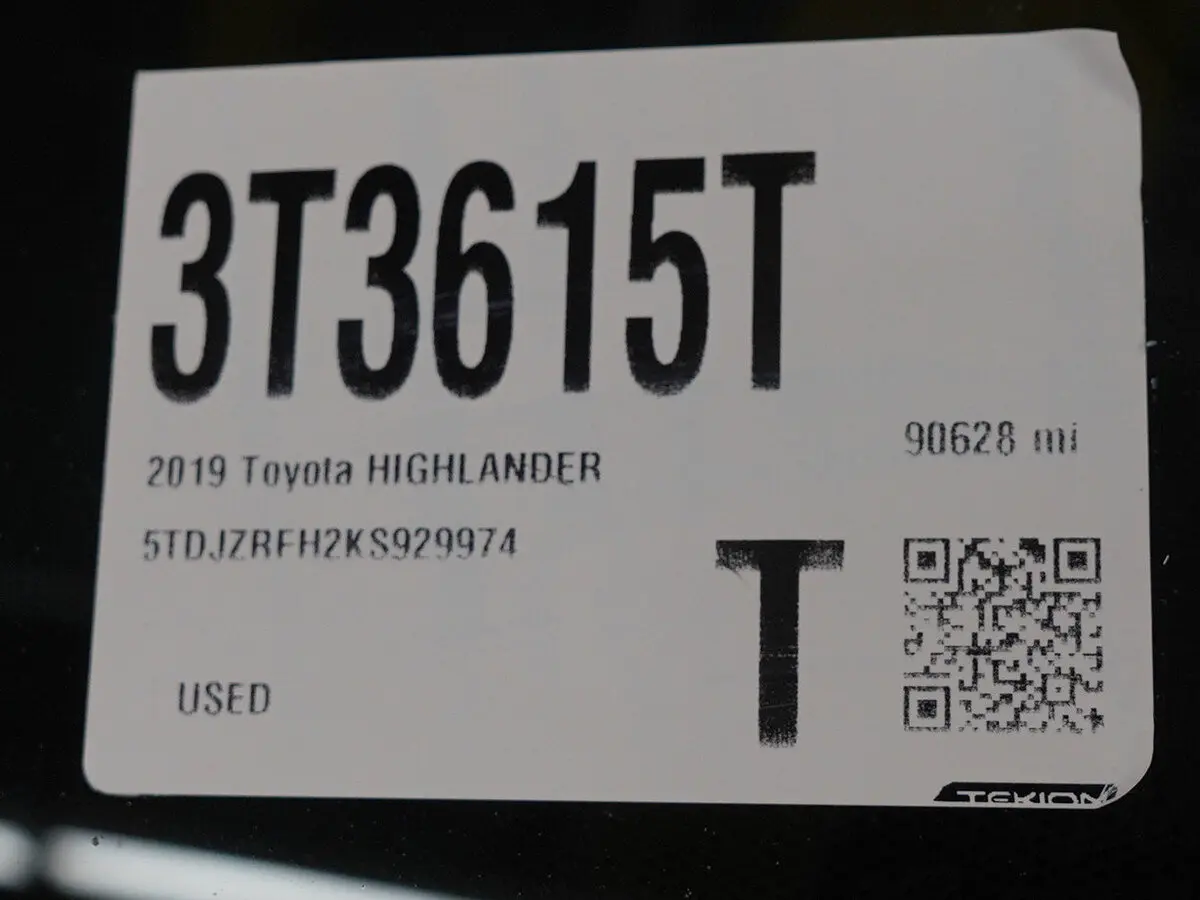 3T3615T
90628 mi
2019 Toyota HIGHLANDER
5TDJZRFH2KS929974
T
USED
TEKION